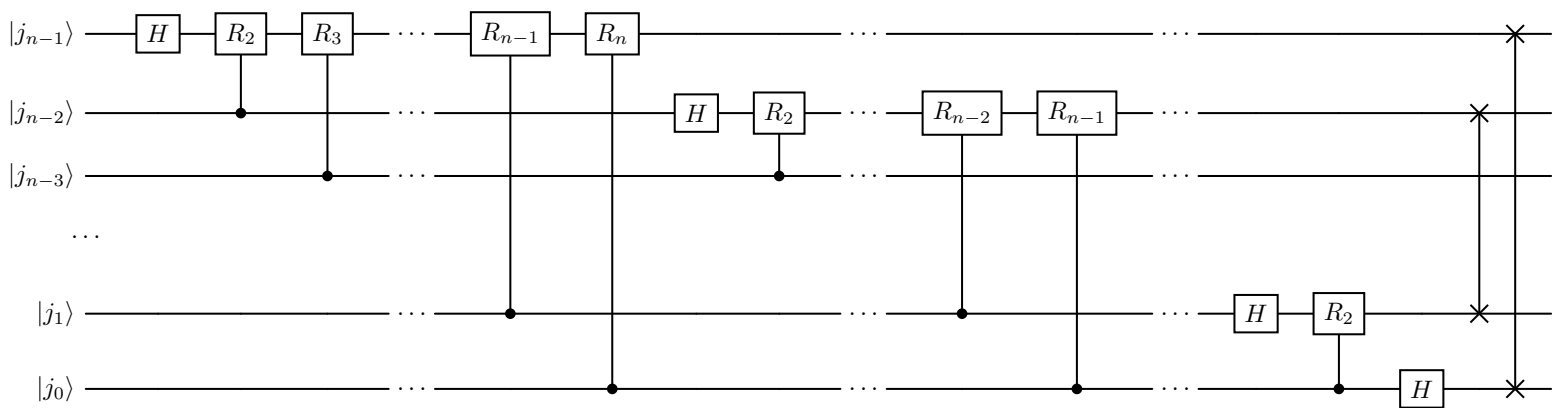 |j_{n−1}⟩ H R_2 R_3 ··· R_{n−1} R_n ··· ···
|j_{n−2}⟩ ··· H R_2 ··· R_{n−2} R_{n−1} ···
|j_{n−3}⟩ ··· ··· ···
···
|j_1⟩ ··· ··· ··· H R_2
|j_0⟩ ··· ··· ··· H